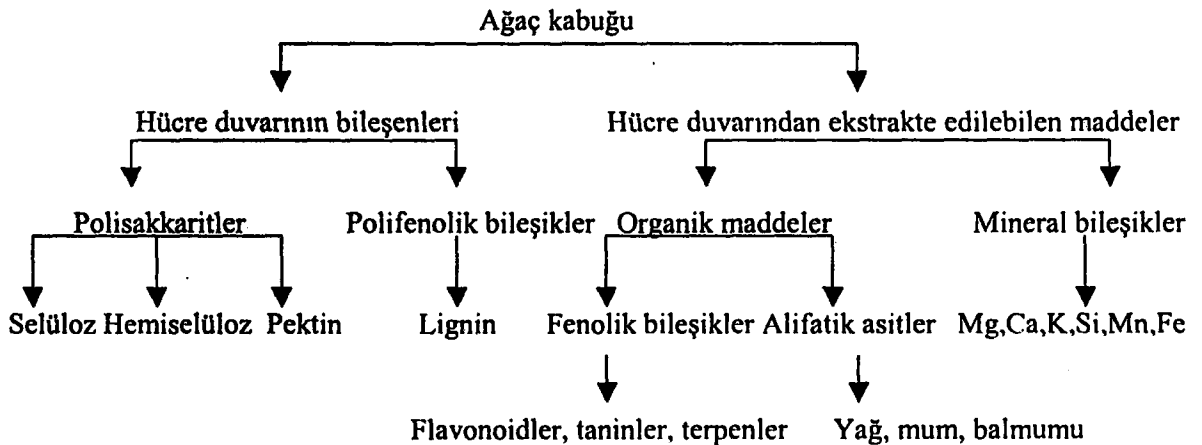 Ağaç kabuğu
Hücre duvarının bileşenleri Hücre duvarından ekstrakte edilebilen maddeler
Polisakkaritler Polifenolik bileşikler Organik maddeler Mineral bileşikler
Selüloz Hemiselüloz Pektin Lignin Fenolik bileşikler Alifatik asitler Mg,Ca,K,Si,Mn,Fe
Flavonoidler, taninler, terpenler Yağ, mum, balmumu